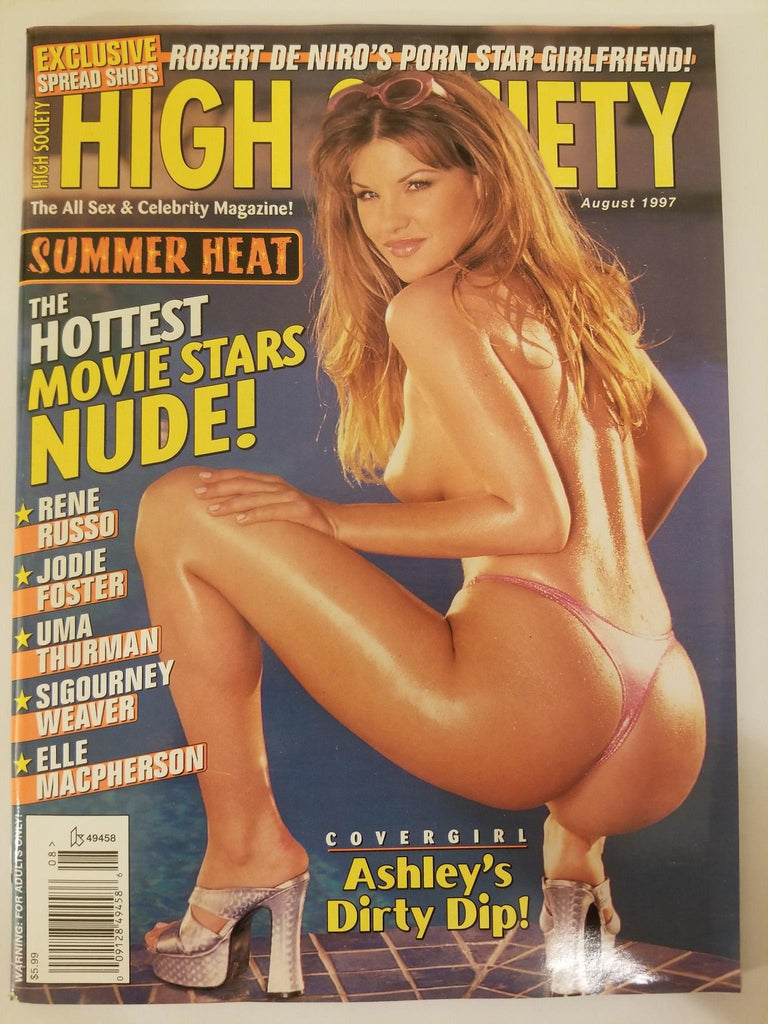 EXCLUSIVE
SPREAD SHOTS
ROBERT DE NIRO'S PORN STAR GIRLFRIEND!
HIGH SOCIETY
HIGH SOCIETY
The All Sex & Celebrity Magazine!
August 1997
SUMMER HEAT
THE
HOTTEST
MOVIE STARS
NUDE!
RENE
RUSSO
JODIE
FOSTER
UMA
THURMAN
SIGOURNEY
WEAVER
ELLE
MACPHERSON
COVERGIRL
Ashley's
Dirty Dip!
WARNING: FOR ADULTS ONLY!
$5.99
49458
08>
0 09128 49458 6